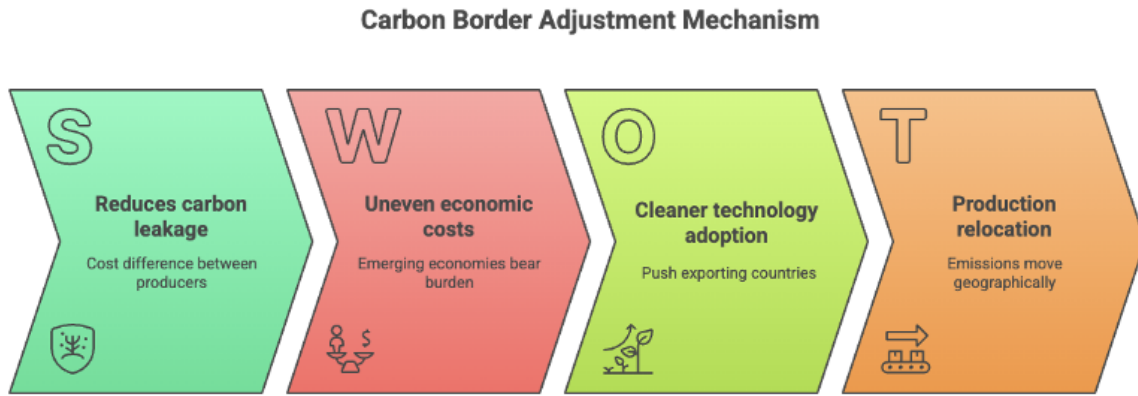 Carbon Border Adjustment Mechanism
S
Reduces carbon
leakage
Cost difference between
producers
W
Uneven economic
costs
Emerging economies bear
burden
$
O
Cleaner technology
adoption
Push exporting countries
T
Production
relocation
Emissions move
geographically